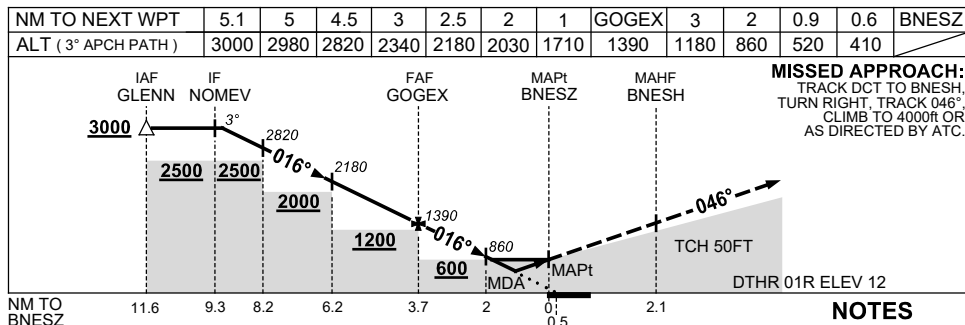 NM TO NEXT WPT 5.1 5 4.5 3 2.5 2 1 GOGEX 3 2 0.9 0.6 BNESZ
ALT ( 3° APCH PATH ) 3000 2980 2820 2340 2180 2030 1710 1390 1180 860 520 410
MISSED APPROACH:
TRACK DCT TO BNESH,
TURN RIGHT, TRACK 046°,
CLIMB TO 4000ft OR
AS DIRECTED BY ATC.
IAF
GLENN
IF
NOMEV
FAF
GOGEX
MAPt
BNESZ
MAHF
BNESH
3000
3°
2820
016°
2180
2500
2500
2000
1200
1390
016°
600
860
MDA
MAPt
046°
TCH 50FT
DTHR 01R ELEV 12
NM TO
BNESZ
11.6 9.3 8.2 6.2 3.7 2 0 2.1
0.5
NOTES